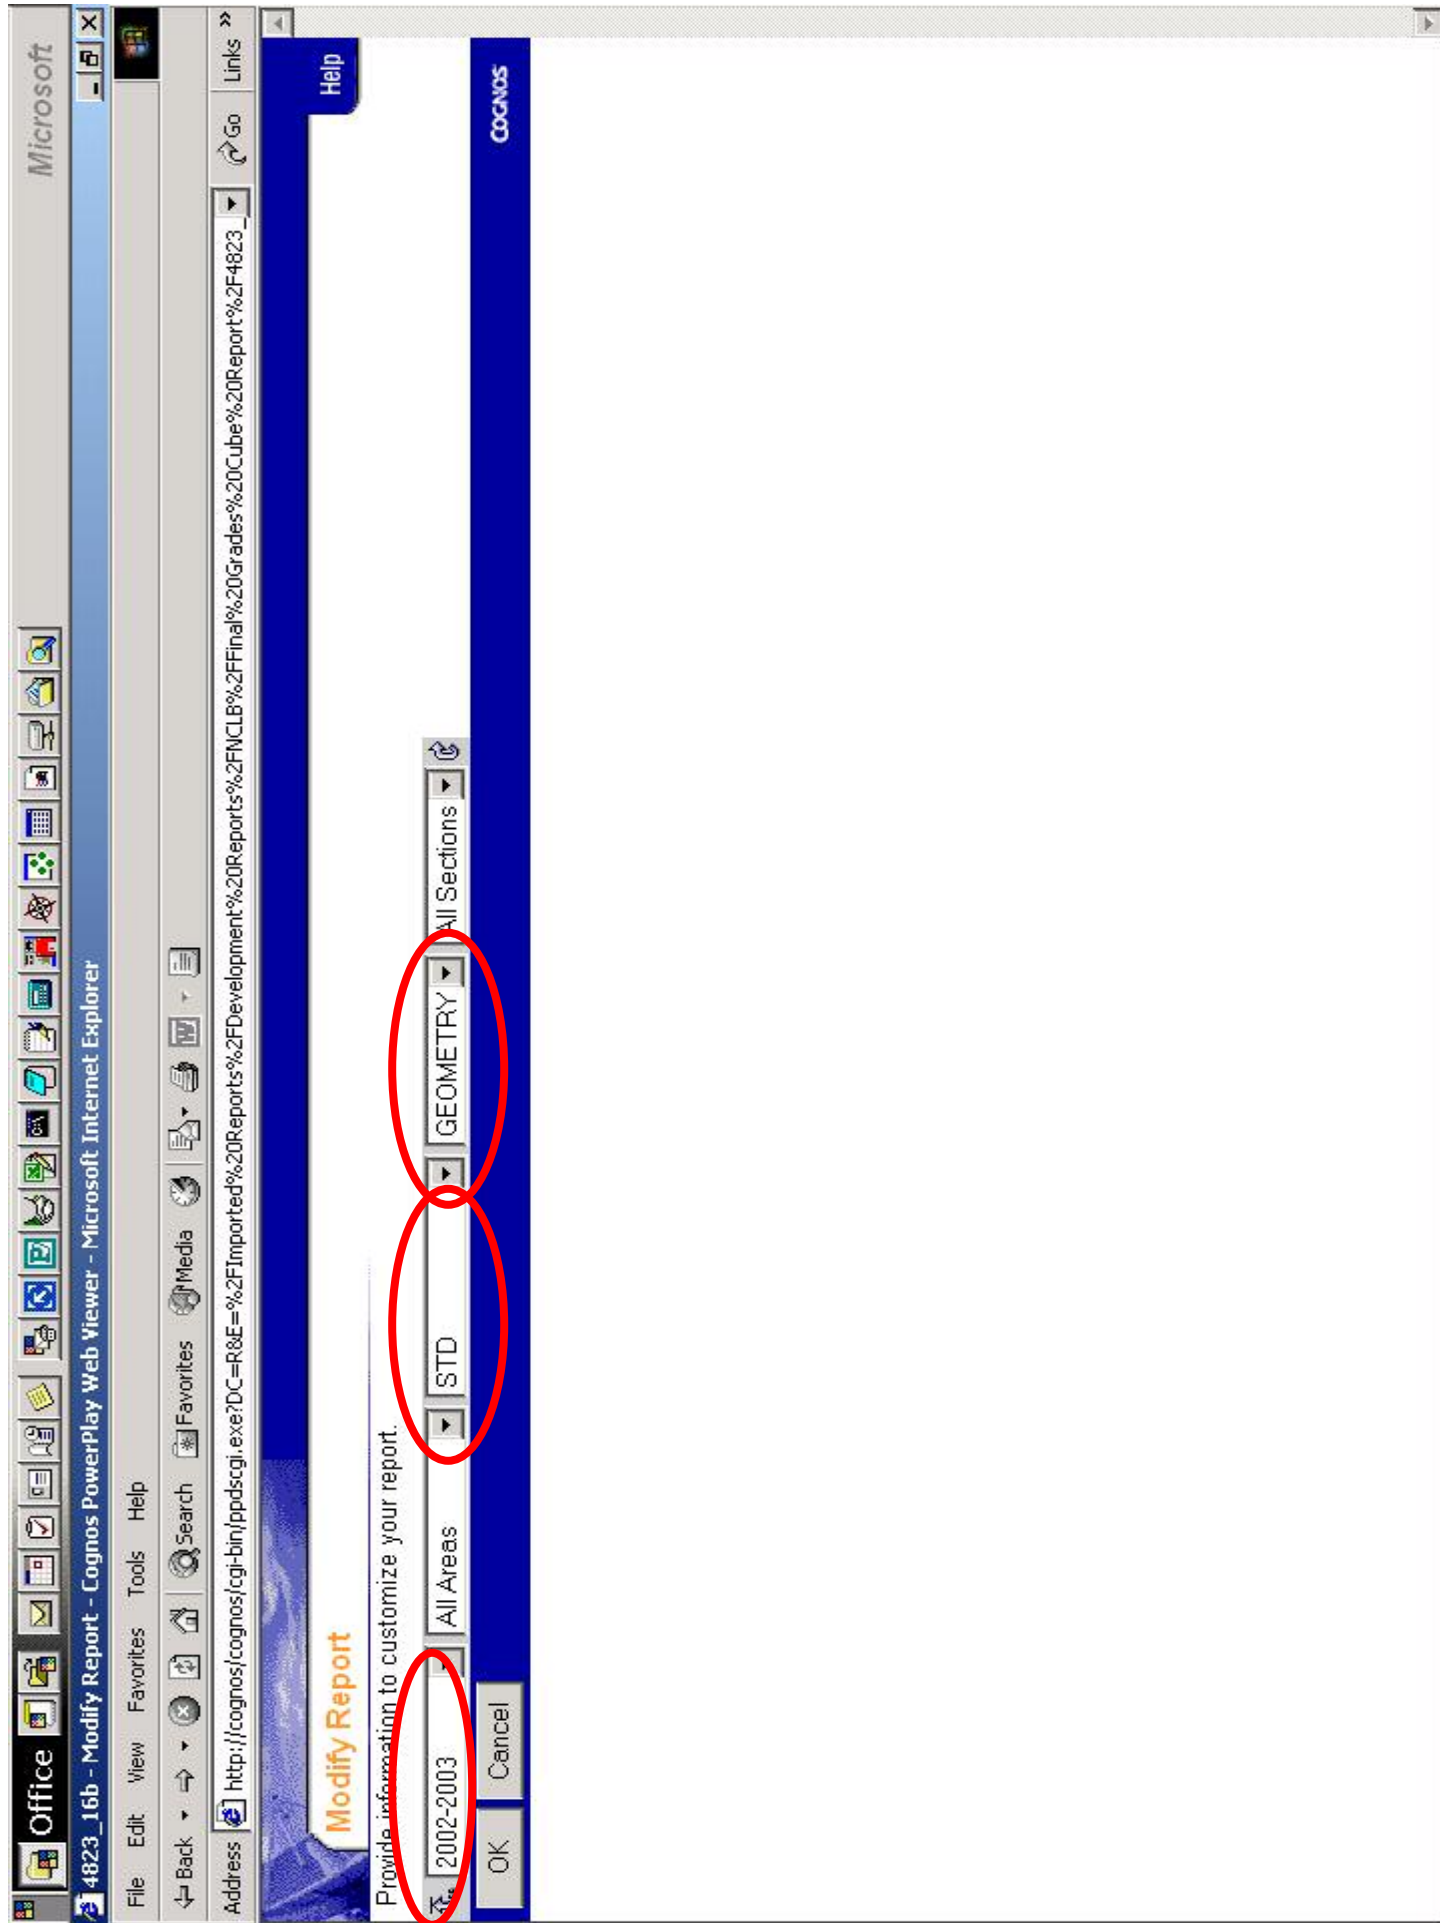 Office Microsoft
4823_16b - Modify Report - Cognos PowerPlay Web Viewer - Microsoft Internet Explorer
File Edit View Favorites Tools Help
Back Search Favorites Media
Address http://cognos/cognos/cgi-bin/ppdscgi.exe?DC=R&E=%2FImported%20Reports%2FDevelopment%20Reports%2FNCLB%2FFinal%20Grades%20Cube%20Report%2F4823_ Go Links »
Help
Modify Report
Provide information to customize your report.
2002-2003 All Areas STD GEOMETRY All Sections
OK Cancel COGNOS